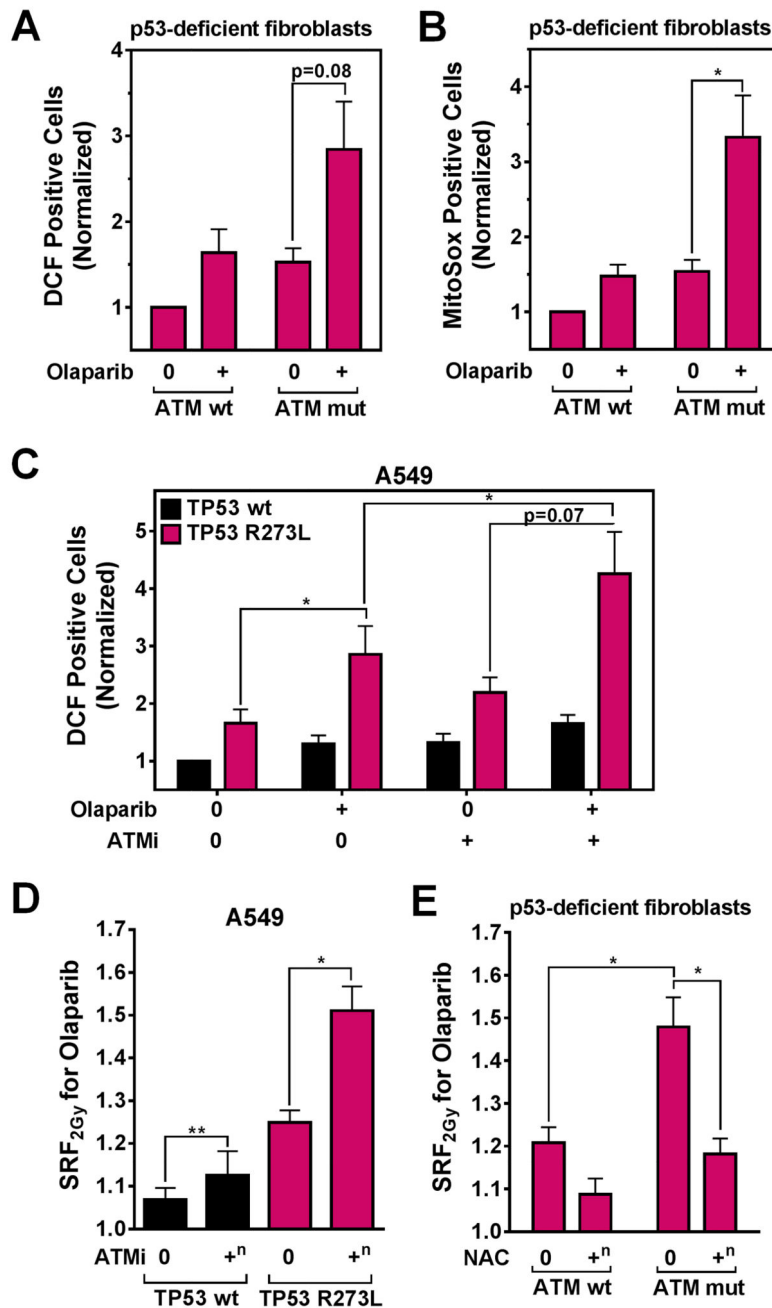 A
p53-deficient fibroblasts
DCF Positive Cells
(Normalized)
4
3
2
1
p=0.08
Olaparib 0 + 0 +
ATM wt ATM mut
B
p53-deficient fibroblasts
MitoSox Positive Cells
(Normalized)
4
3
2
1
*
Olaparib 0 + 0 +
ATM wt ATM mut
C
A549
TP53 wt
TP53 R273L
DCF Positive Cells
(Normalized)
5
4
3
2
1
*
*
p=0.07
Olaparib 0 + 0 +
ATMi 0 0 + +
D
A549
SRF2Gy for Olaparib
1.7
1.6
1.5
1.4
1.3
1.2
1.1
1.0
**
*
ATMi 0 +n 0 +n
TP53 wt TP53 R273L
E
p53-deficient fibroblasts
SRF2Gy for Olaparib
1.7
1.6
1.5
1.4
1.3
1.2
1.1
1.0
*
*
NAC 0 +n 0 +n
ATM wt ATM mut